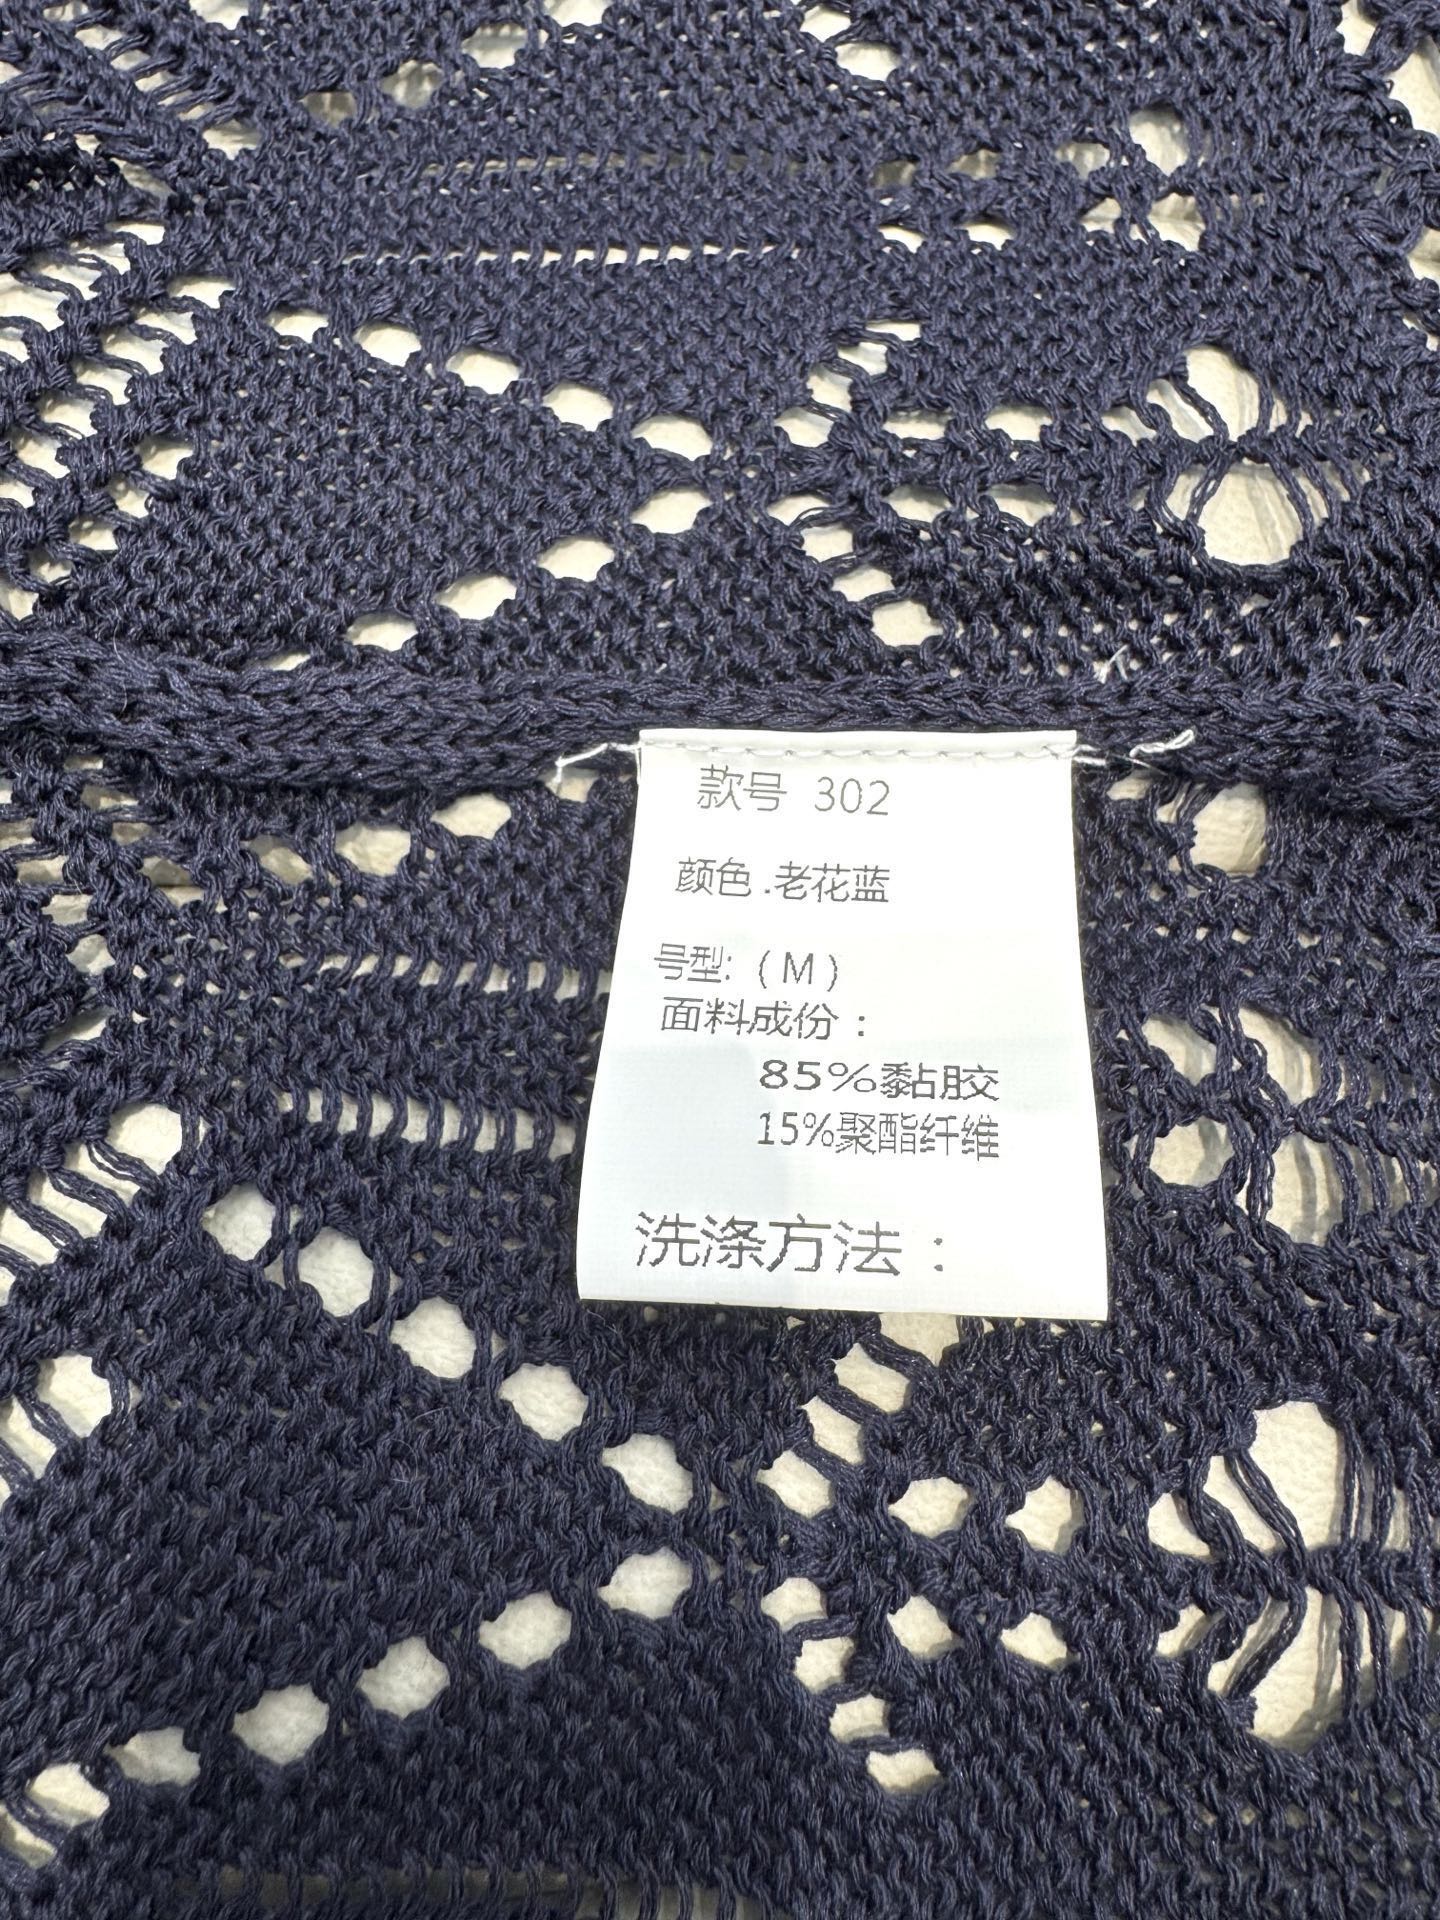 款号 302
颜色.老花蓝
号型:(M)
面料成份：
85%黏胶
15%聚酯纤维
洗涤方法：